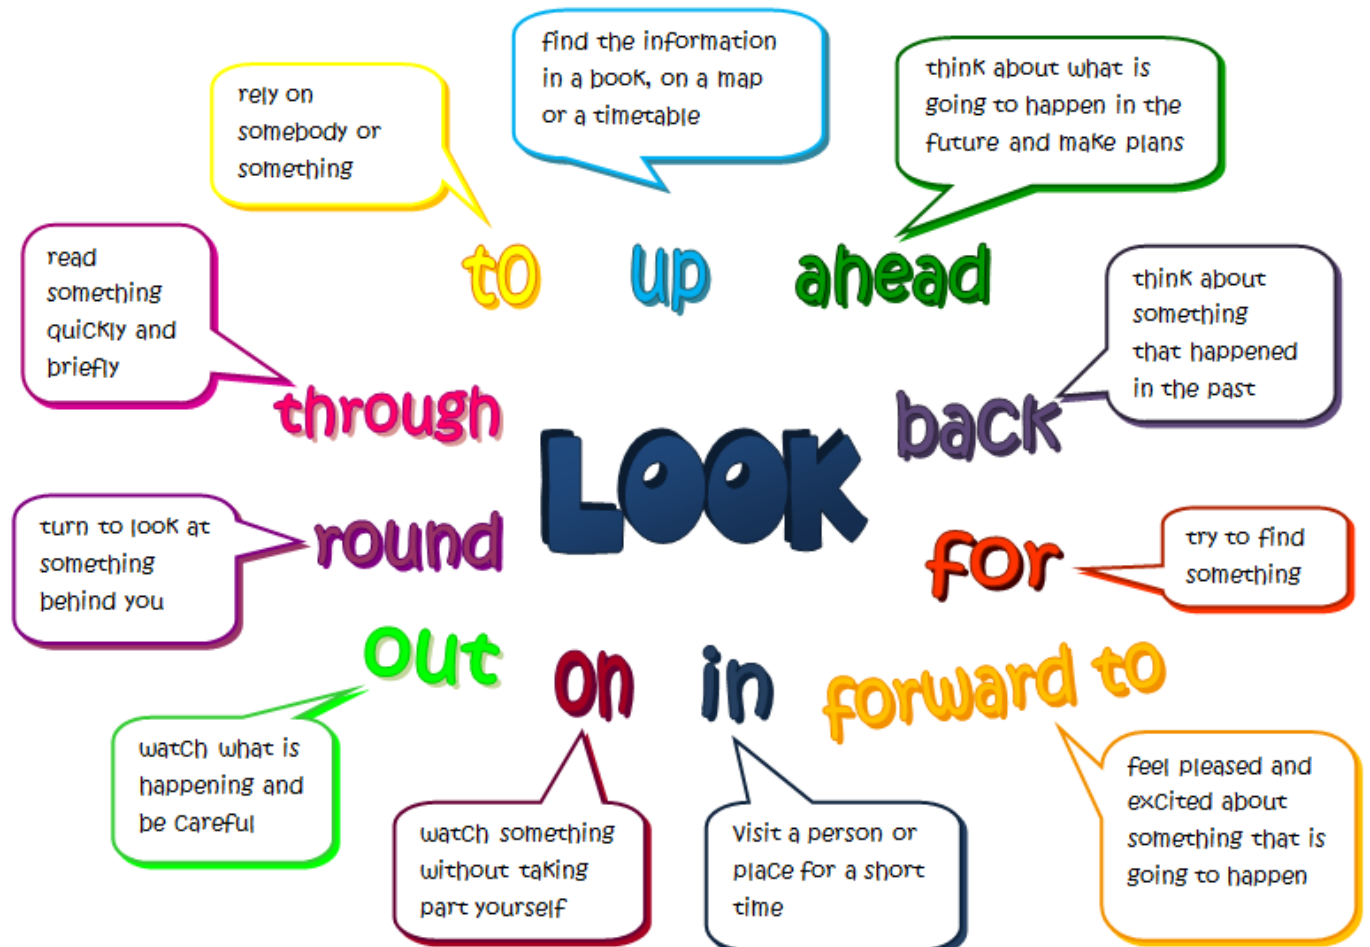 find the information
in a book, on a map
or a timetable
think about what is
going to happen in the
future and make plans
rely on
somebody or
something
to
up
ahead
read
something
quickly and
briefly
think about
something
that happened
in the past
through
back
LOOK
turn to look at
something
behind you
round
for
try to find
something
out
on
in
forward to
watch what is
happening and
be careful
watch something
without taking
part yourself
Visit a person or
place for a short
time
feel pleased and
excited about
something that is
going to happen